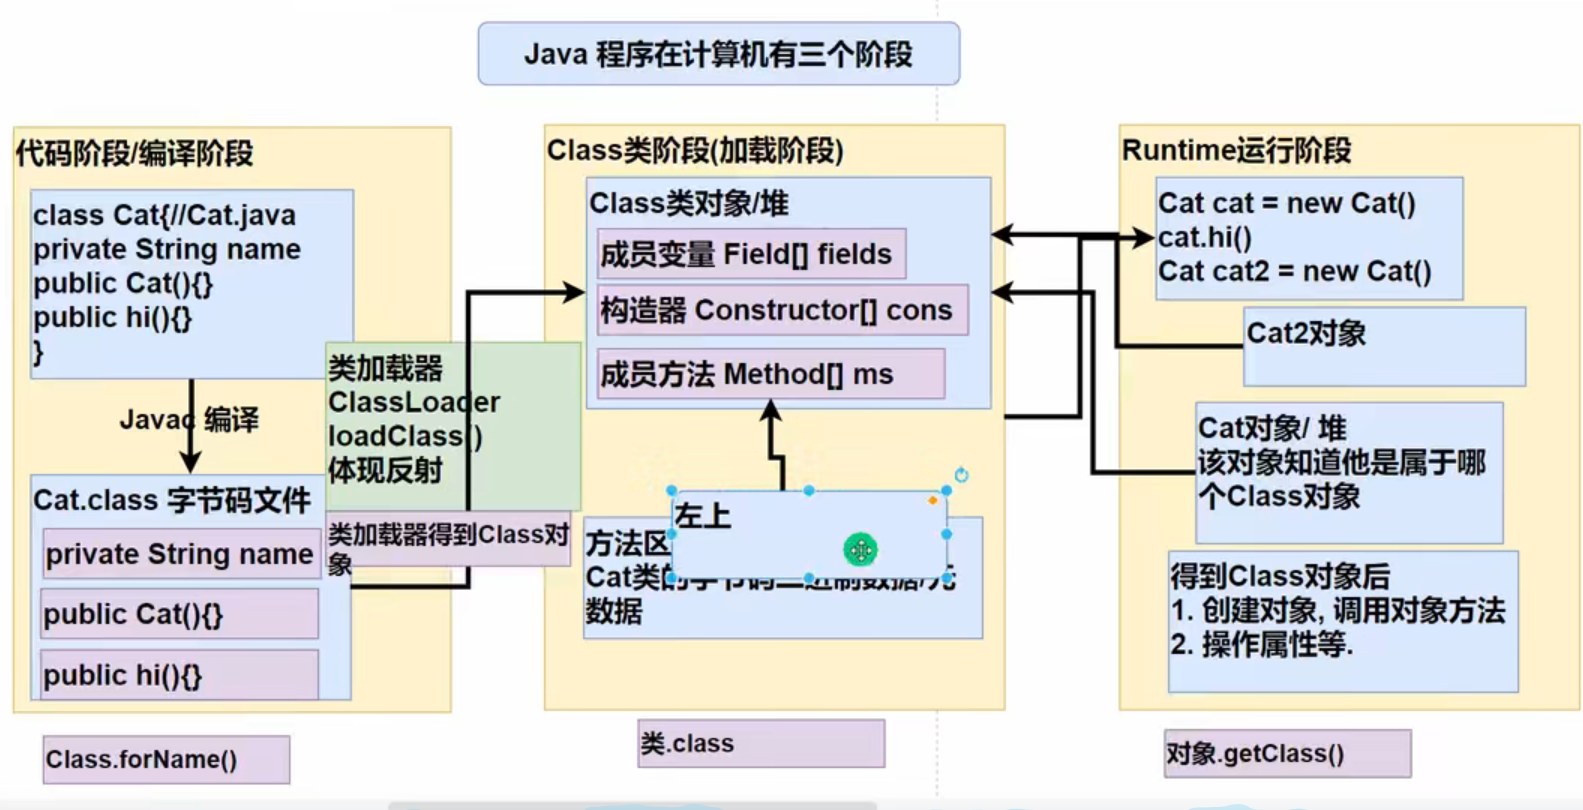 Java 程序在计算机有三个阶段
代码阶段/编译阶段
class Cat{//Cat.java
private String name
public Cat(){}
public hi(){}
}
Javac 编译
Cat.class 字节码文件
private String name
public Cat(){}
public hi(){}
Class.forName()
类加载器
ClassLoader
loadClass()
体现反射
类加载器得到Class对
象
Class类阶段(加载阶段)
Class类对象/堆
成员变量 Field[] fields
构造器 Constructor[] cons
成员方法 Method[] ms
左上
方法区
Cat类的字节码二进制数据/元
数据
类.class
Runtime运行阶段
Cat cat = new Cat()
cat.hi()
Cat cat2 = new Cat()
Cat2对象
Cat对象/ 堆
该对象知道他是属于哪
个Class对象
得到Class对象后
1. 创建对象, 调用对象方法
2. 操作属性等.
对象.getClass()